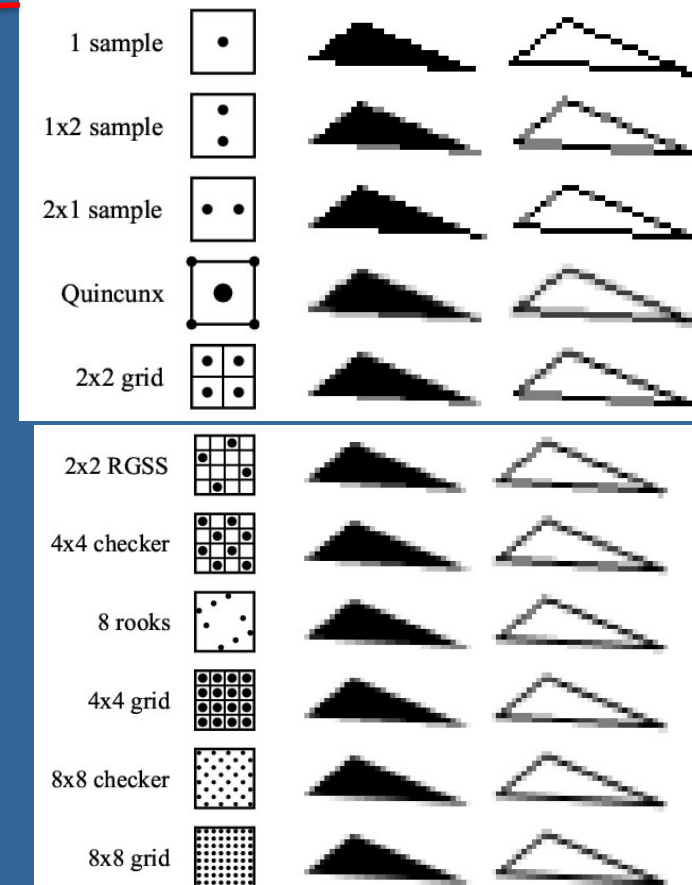 1 sample
1x2 sample
2x1 sample
Quincunx
2x2 grid
2x2 RGSS
4x4 checker
8 rooks
4x4 grid
8x8 checker
8x8 grid